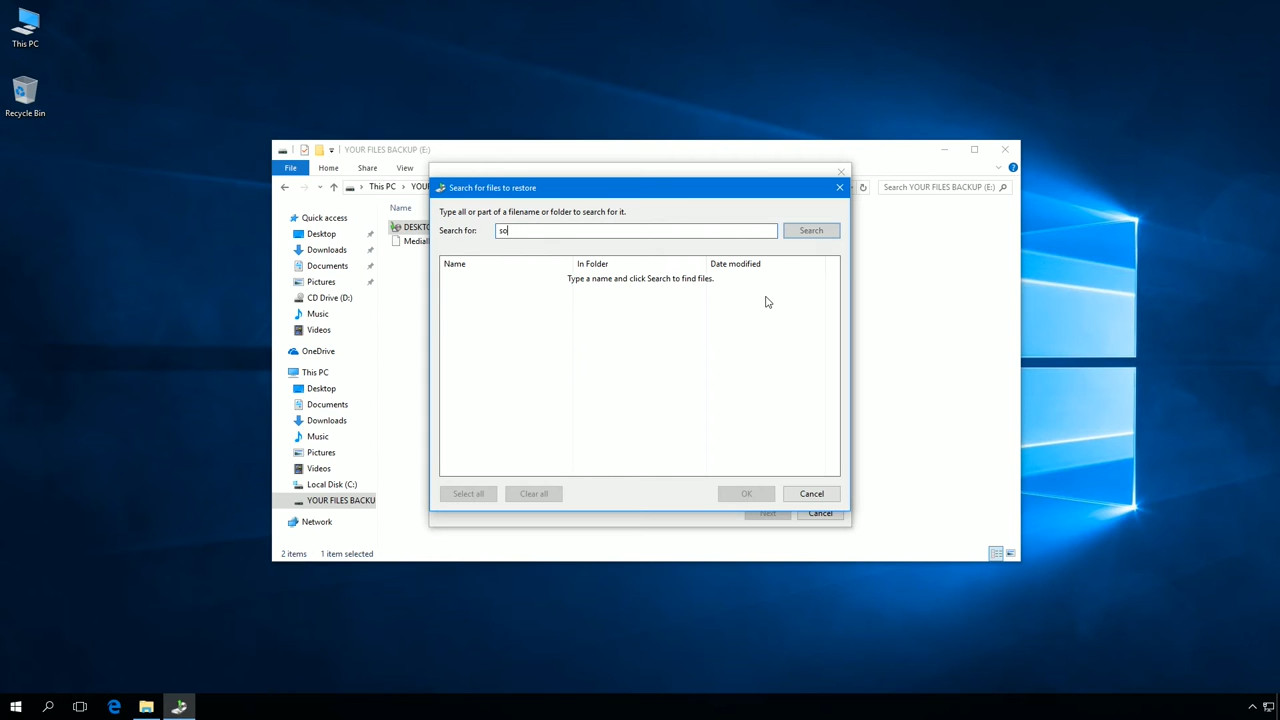 This PC
Recycle Bin
YOUR FILES BACKUP (E:)
File
Home
Share
View
This PC
Search YOUR FILES BACKUP (E:)
Name
Quick access
Desktop
Downloads
Documents
Pictures
CD Drive (D:)
Music
Videos
OneDrive
This PC
Desktop
Documents
Downloads
Music
Pictures
Videos
Local Disk (C:)
YOUR FILES BACKU
Network
2 items
1 item selected
Search for files to restore
Type all or part of a filename or folder to search for it.
Search for:
so
Search
Name
In Folder
Date modified
Type a name and click Search to find files.
Select all
Clear all
OK
Cancel
Next
Cancel